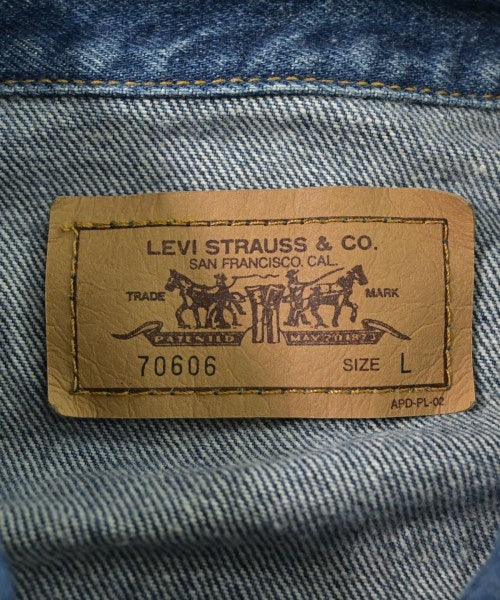 LEVI STRAUSS & CO.
SAN FRANCISCO, CAL.
TRADE MARK
PATENTED MAY 20 1873
70606 SIZE L
APD-PL-02